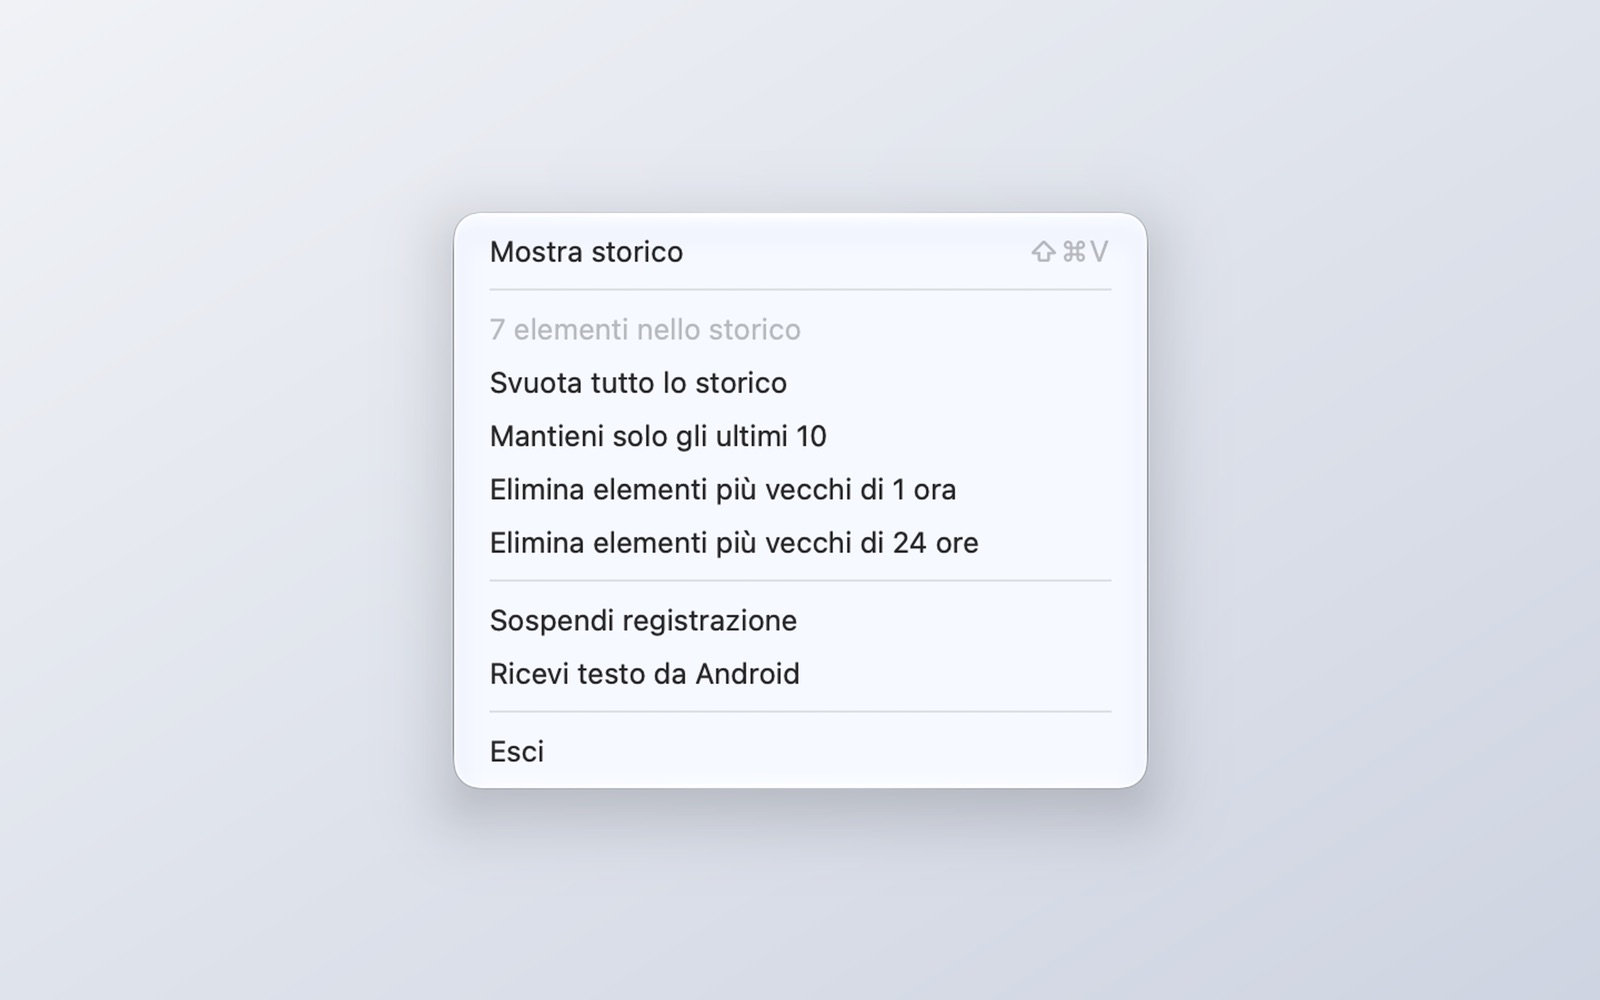 Mostra storico ⇧⌘V
7 elementi nello storico
Svuota tutto lo storico
Mantieni solo gli ultimi 10
Elimina elementi più vecchi di 1 ora
Elimina elementi più vecchi di 24 ore
Sospendi registrazione
Ricevi testo da Android
Esci